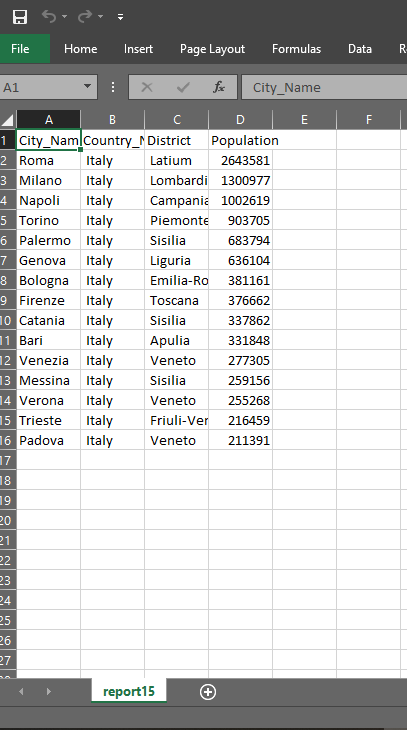 File Home Insert Page Layout Formulas Data R
A1 fx City_Name
A B C D E F
1 City_Nam Country_N District Population
2 Roma Italy Latium 2643581
3 Milano Italy Lombardi 1300977
4 Napoli Italy Campania 1002619
5 Torino Italy Piemonte 903705
6 Palermo Italy Sisilia 683794
7 Genova Italy Liguria 636104
8 Bologna Italy Emilia-Ro 381161
9 Firenze Italy Toscana 376662
10 Catania Italy Sisilia 337862
11 Bari Italy Apulia 331848
12 Venezia Italy Veneto 277305
13 Messina Italy Sisilia 259156
14 Verona Italy Veneto 255268
15 Trieste Italy Friuli-Ver 216459
16 Padova Italy Veneto 211391
17
18
19
20
21
22
23
24
25
26
27
report15